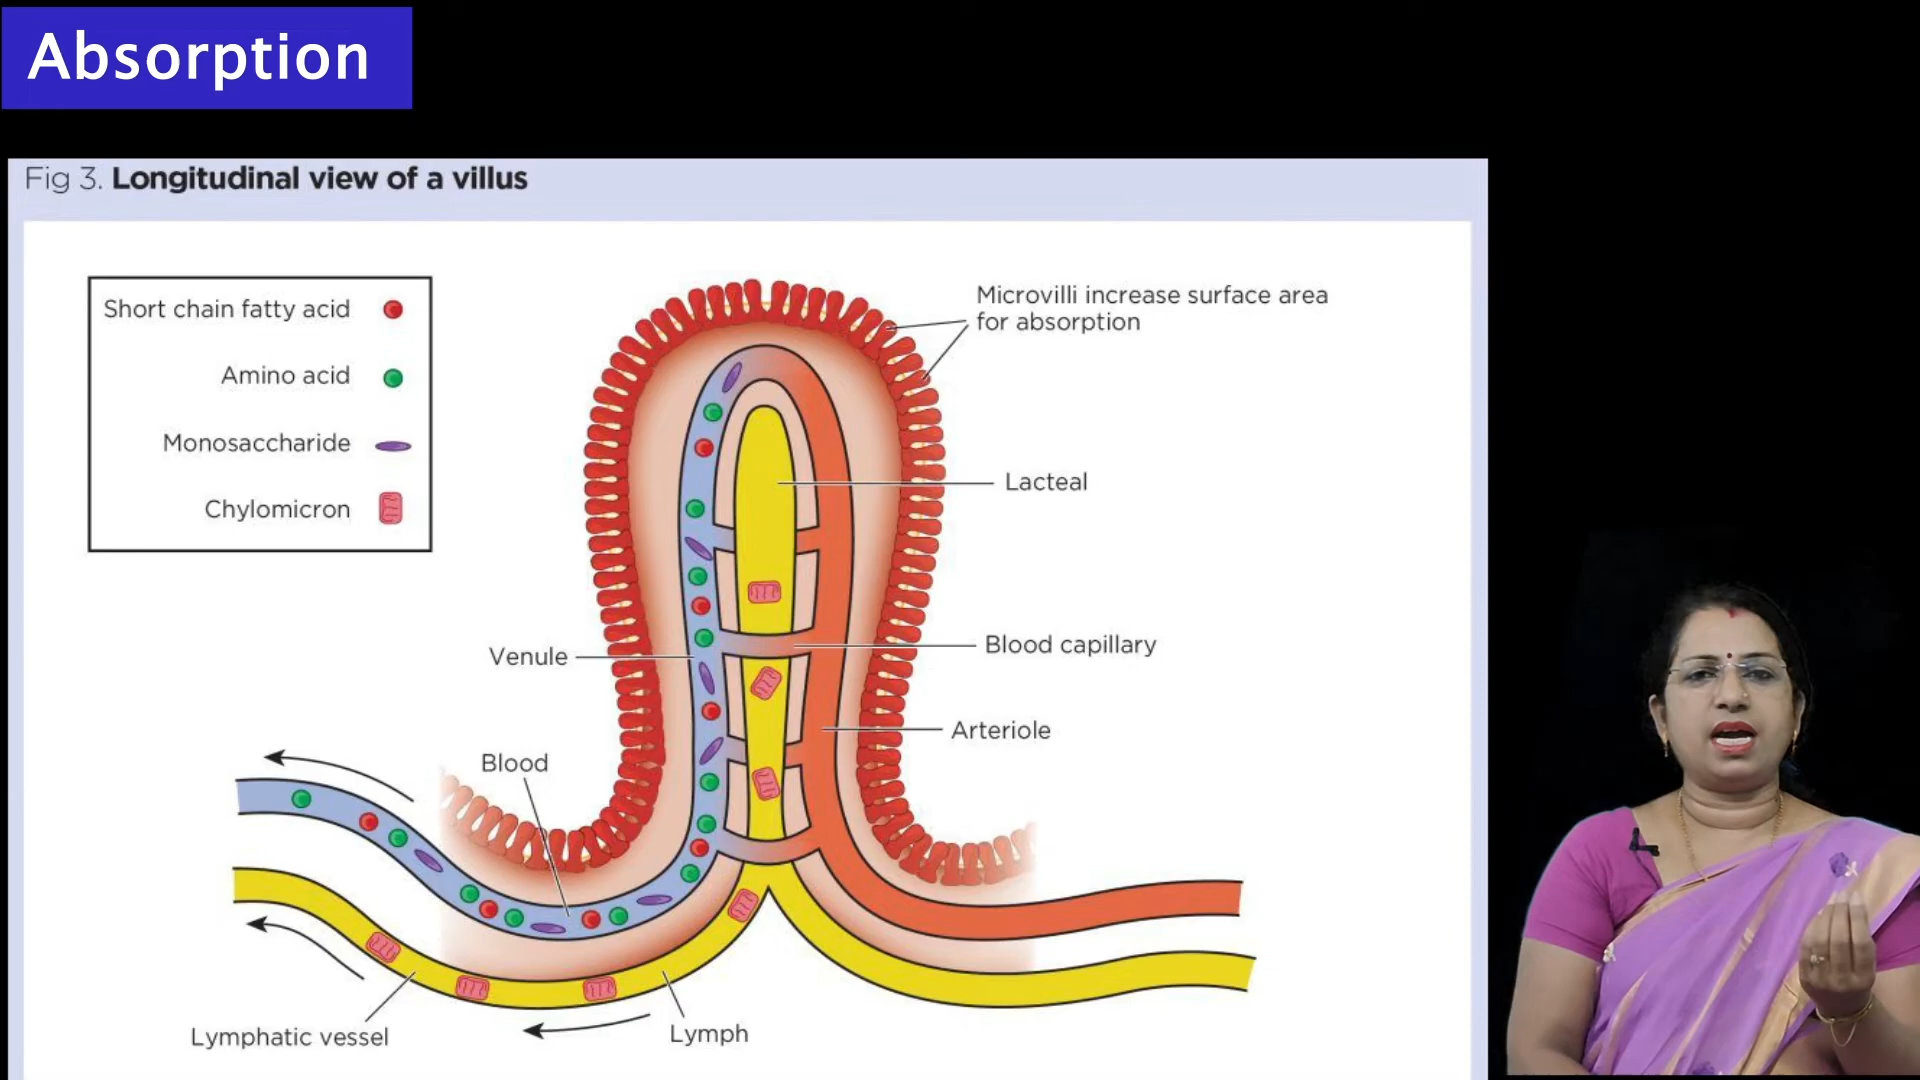 Absorption
Fig 3. Longitudinal view of a villus
Short chain fatty acid
Amino acid
Monosaccharide
Chylomicron
Microvilli increase surface area
for absorption
Lacteal
Blood capillary
Venule
Arteriole
Blood
Lymphatic vessel
Lymph